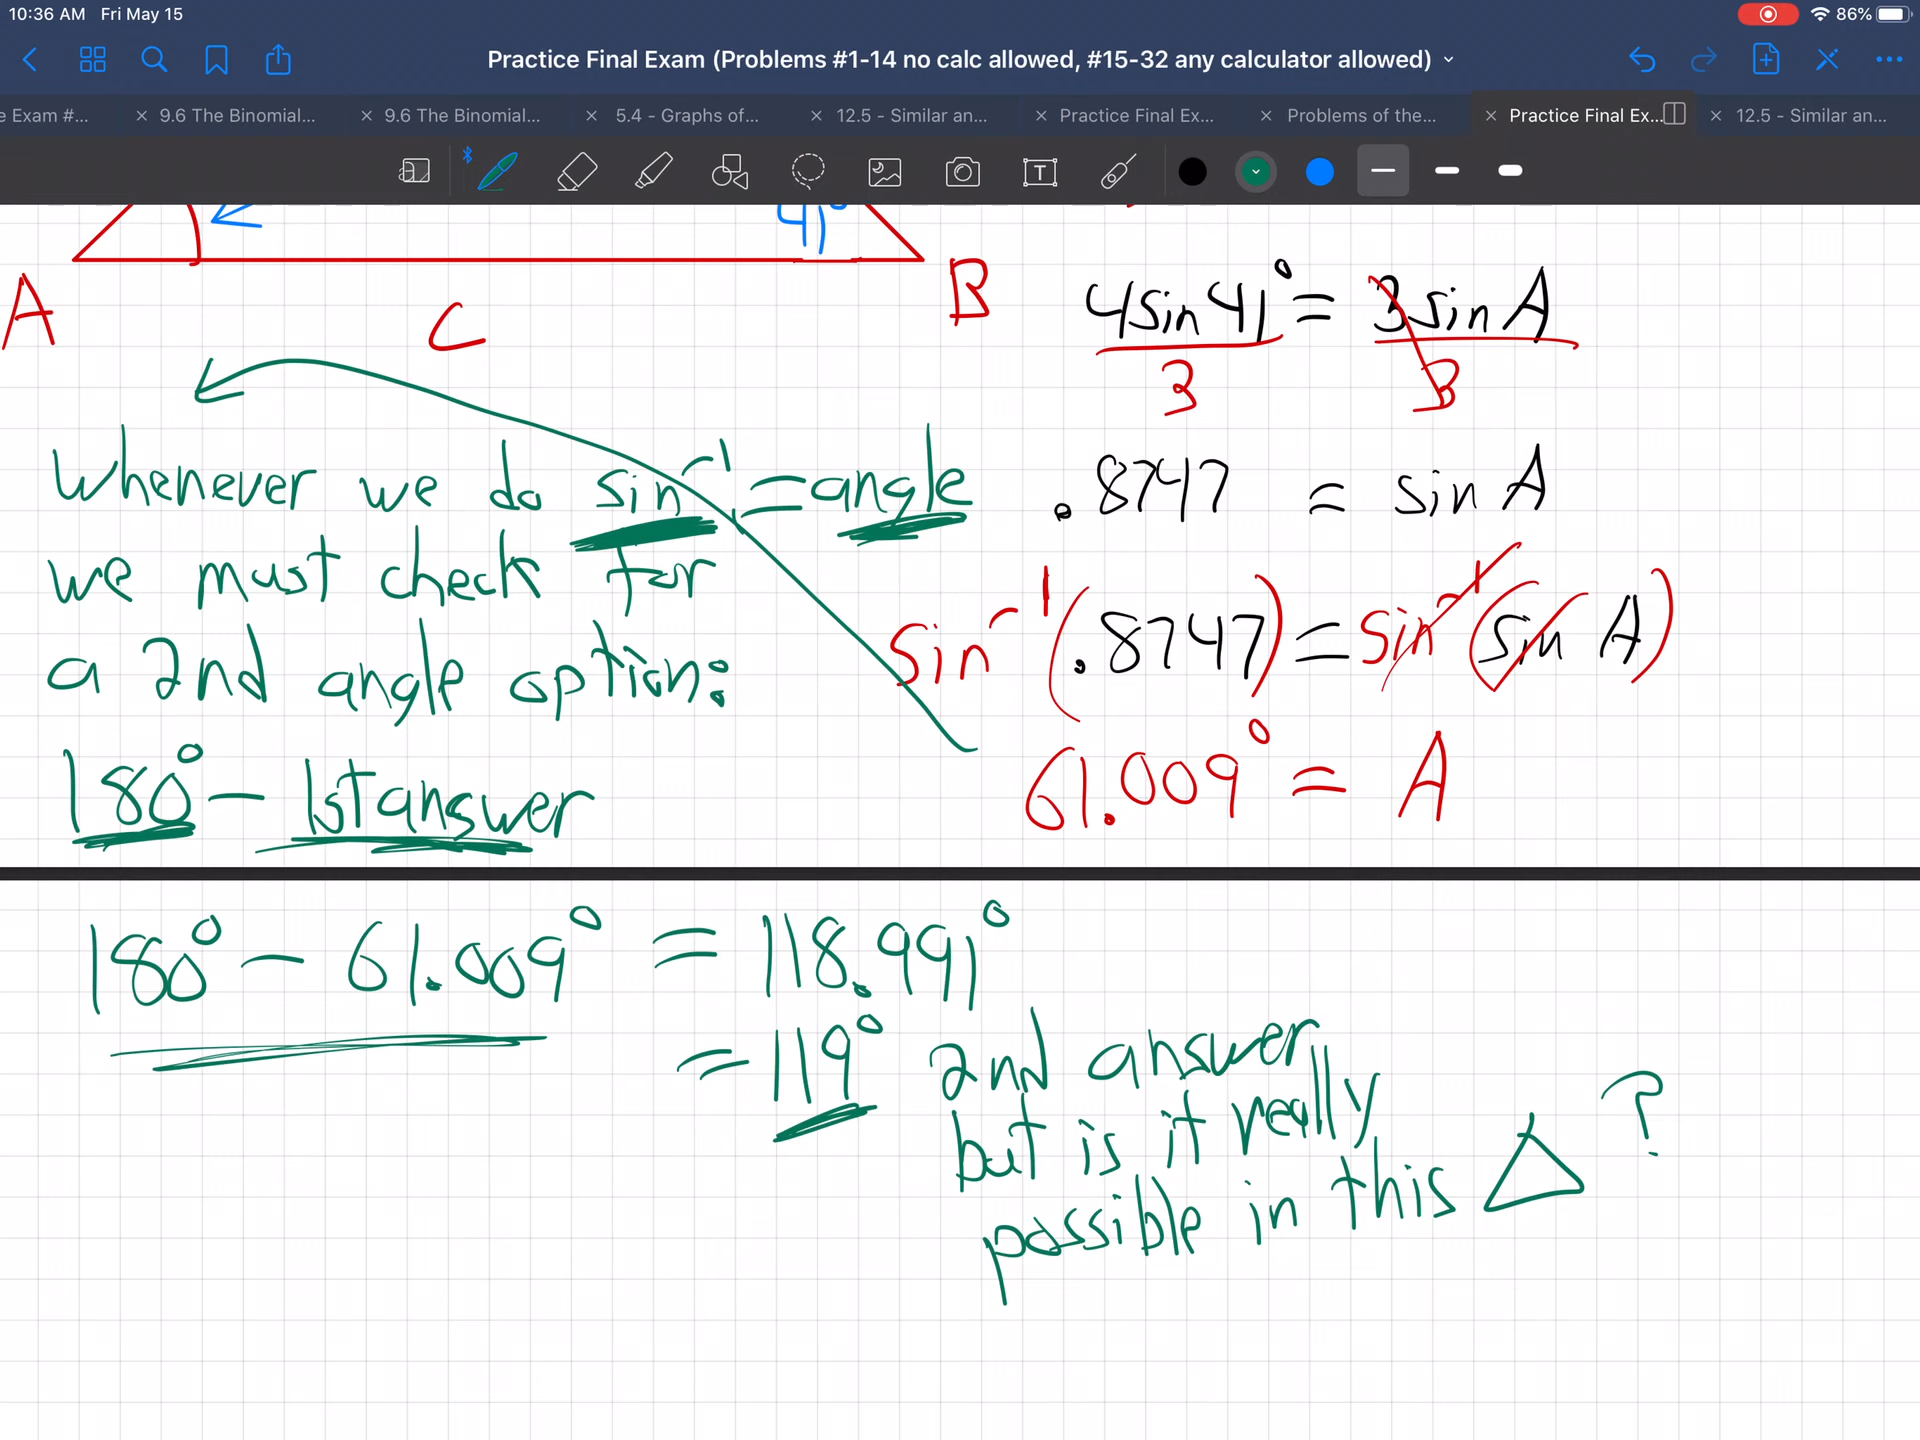 10:36 AM Fri May 15
86%
Practice Final Exam (Problems #1-14 no calc allowed, #15-32 any calculator allowed)
e Exam #...
9.6 The Binomial...
9.6 The Binomial...
5.4 - Graphs of...
12.5 - Similar an...
Practice Final Ex...
Problems of the...
Practice Final Ex...
12.5 - Similar an...
T
41°
A
B
C
4sin41° = 3sin A
3 3
.8747 = sin A
sin⁻¹(.8747) = sin⁻¹(sin A)
61.009° = A
Whenever we do sin⁻¹ = angle
we must check for
a 2nd angle option:
180° - 1st answer
180° - 61.009° = 118.991°
= 119° 2nd answer
but is it really
possible in this △ ?